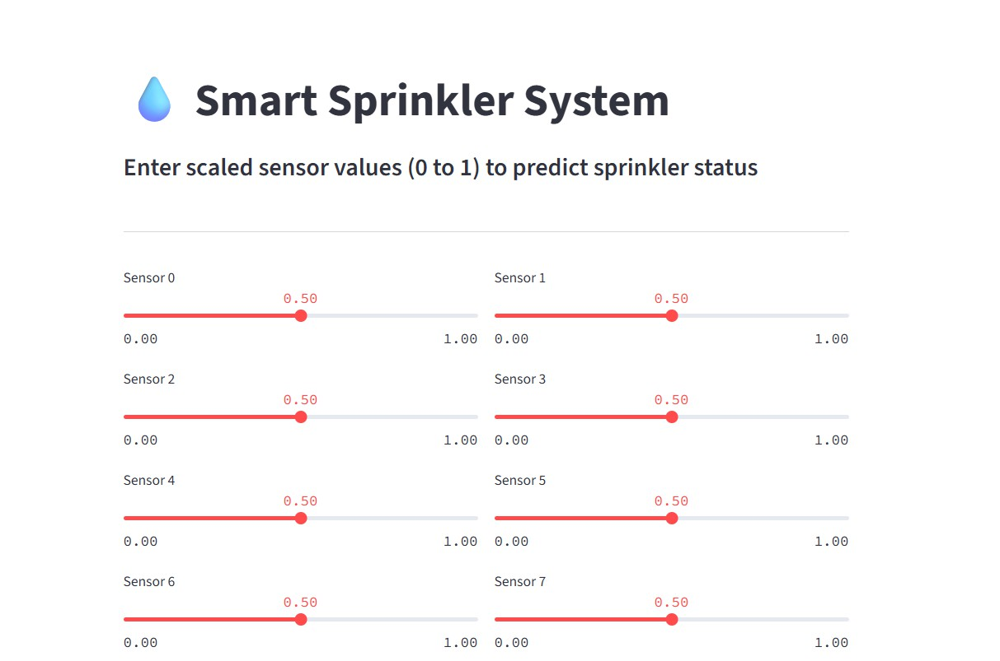 Smart Sprinkler System
Enter scaled sensor values (0 to 1) to predict sprinkler status
Sensor 0
0.50
0.00 1.00
Sensor 1
0.50
0.00 1.00
Sensor 2
0.50
0.00 1.00
Sensor 3
0.50
0.00 1.00
Sensor 4
0.50
0.00 1.00
Sensor 5
0.50
0.00 1.00
Sensor 6
0.50
0.00 1.00
Sensor 7
0.50
0.00 1.00